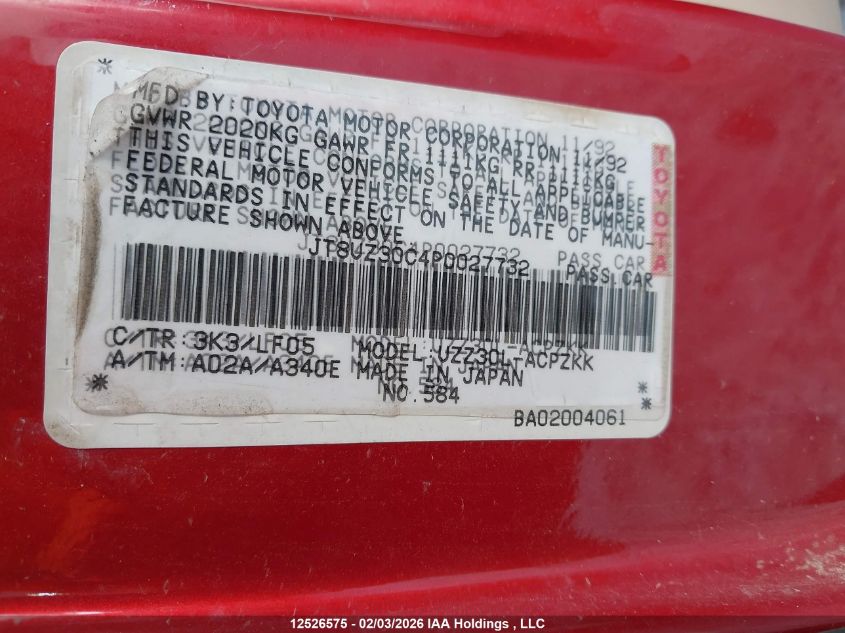 MFD. BY: TOYOTA MOTOR CORPORATION 11/92
GVWR 2020KG GAWR FR 1111KG RR 1111KG
THIS VEHICLE CONFORMS TO ALL APPLICABLE
FEDERAL MOTOR VEHICLE SAFETY AND BUMPER
STANDARDS IN EFFECT ON THE DATE OF MANU-
FACTURE SHOWN ABOVE.
JT8UZ30C4P0027732 PASS.CAR
TOYOTA
C/TR: 3K3/LF05 MODEL: UZZ30L-ACPZKK
A/TM: A02A/A340E MADE IN JAPAN
NO.584
BA02004061
12526575 - 02/03/2026 IAA Holdings , LLC